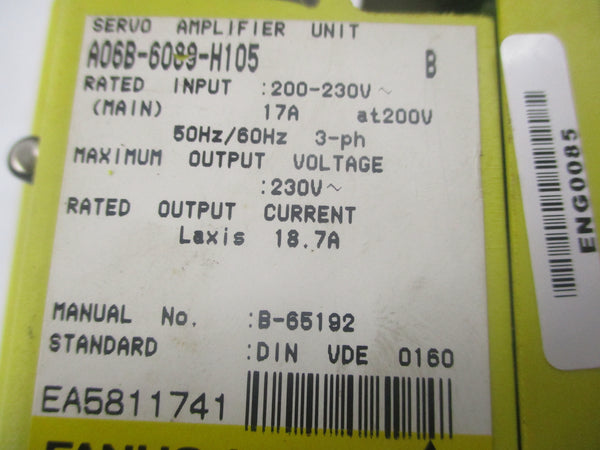 SERVO AMPLIFIER UNIT
A06B-6089-H105 B
RATED INPUT :200-230V~
(MAIN) 17A at200V
50Hz/60Hz 3-ph
MAXIMUM OUTPUT VOLTAGE
:230V~
RATED OUTPUT CURRENT
Laxis 18.7A
MANUAL No. :B-65192
STANDARD :DIN VDE 0160
EA5811741
ENG0085